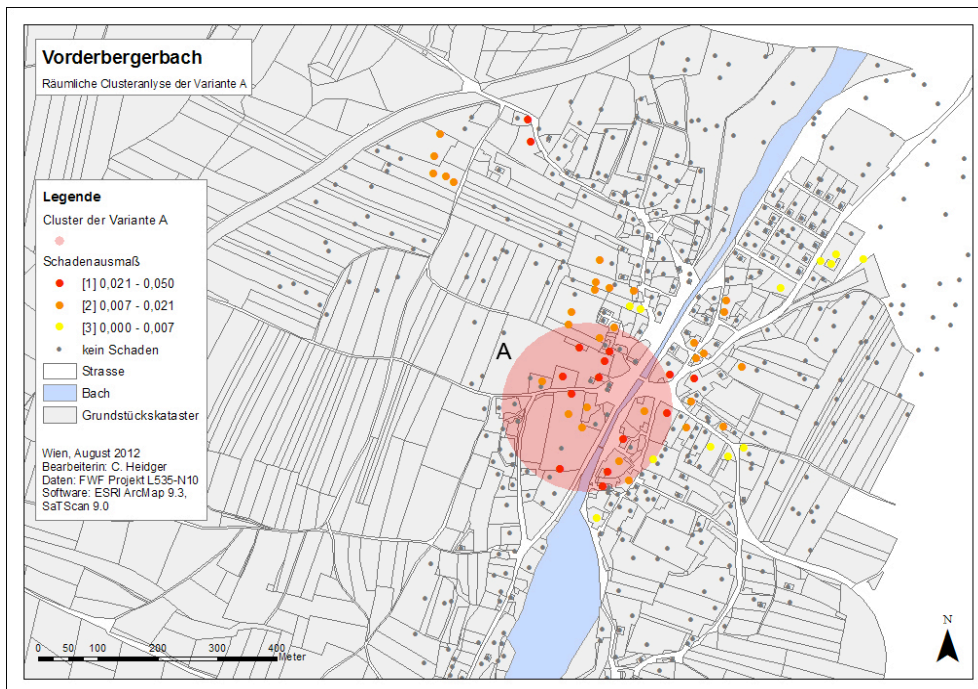 Vorderbergerbach
Räumliche Clusteranalyse der Variante A
Legende
Cluster der Variante A
Schadenausmaß
[1] 0,021 - 0,050
[2] 0,007 - 0,021
[3] 0,000 - 0,007
kein Schaden
Strasse
Bach
Grundstückskataster
Wien, August 2012
Bearbeiterin: C. Heidger
Daten: FWF Projekt L535-N10
Software: ESRI ArcMap 9.3,
SaTScan 9.0
A
0 50 100 200 300 400 Meter
N